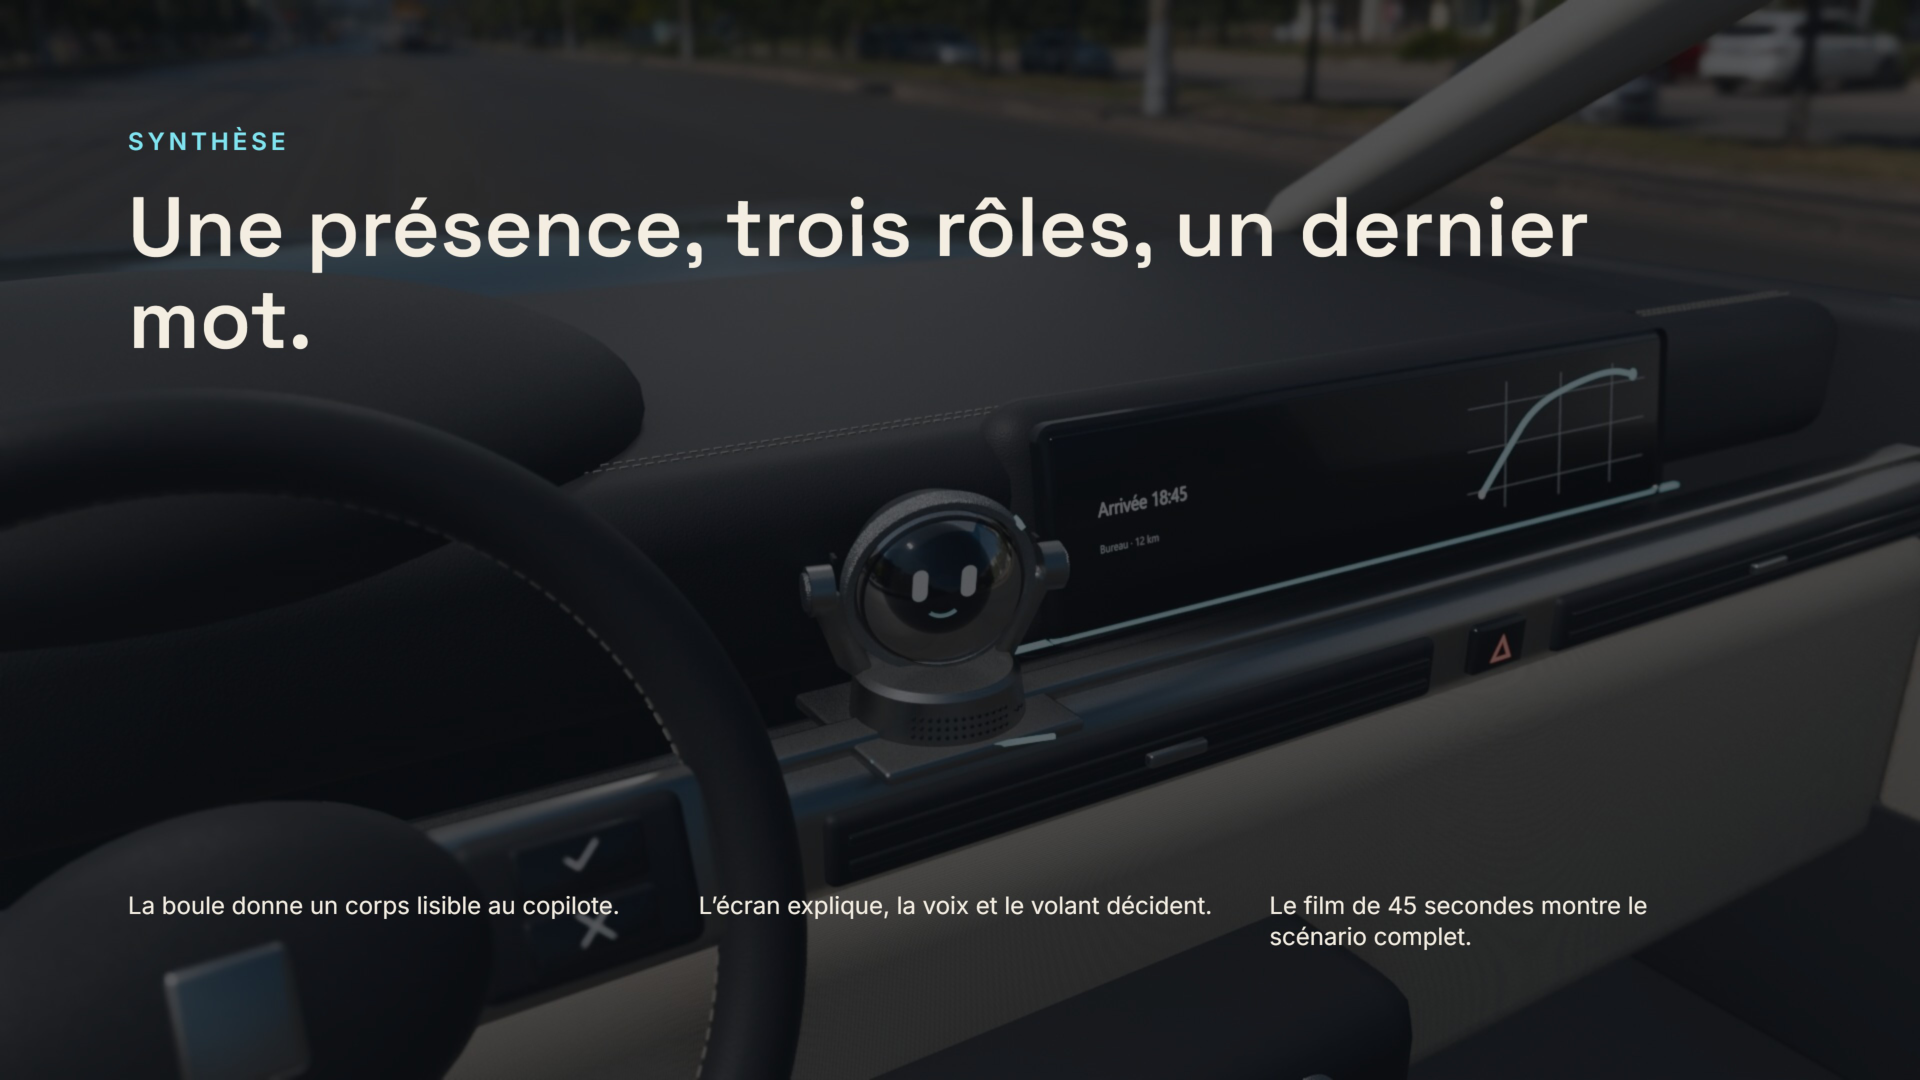 SYNTHÈSE
Une présence, trois rôles, un dernier
mot.
Arrivée 18:45
Bureau · 12 km
La boule donne un corps lisible au copilote.
L’écran explique, la voix et le volant décident.
Le film de 45 secondes montre le
scénario complet.